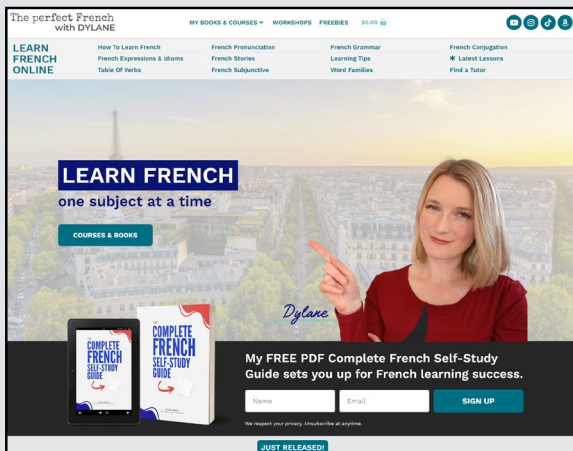 The perfect French
with DYLANE
MY BOOKS & COURSES WORKSHOPS FREEBIES $0.00
LEARN
FRENCH
ONLINE
How To Learn French French Pronunciation French Grammar French Conjugation
French Expressions & Idioms French Stories Learning Tips * Latest Lessons
Table Of Verbs French Subjunctive Word Families Find a Tutor
LEARN FRENCH
one subject at a time
COURSES & BOOKS
Dylane
THE
COMPLETE
FRENCH
SELF-STUDY
GUIDE
THE
COMPLETE
FRENCH
SELF-STUDY
GUIDE
My FREE PDF Complete French Self-Study
Guide sets you up for French learning success.
Name Email SIGN UP
We respect your privacy. Unsubscribe at anytime.
JUST RELEASED!